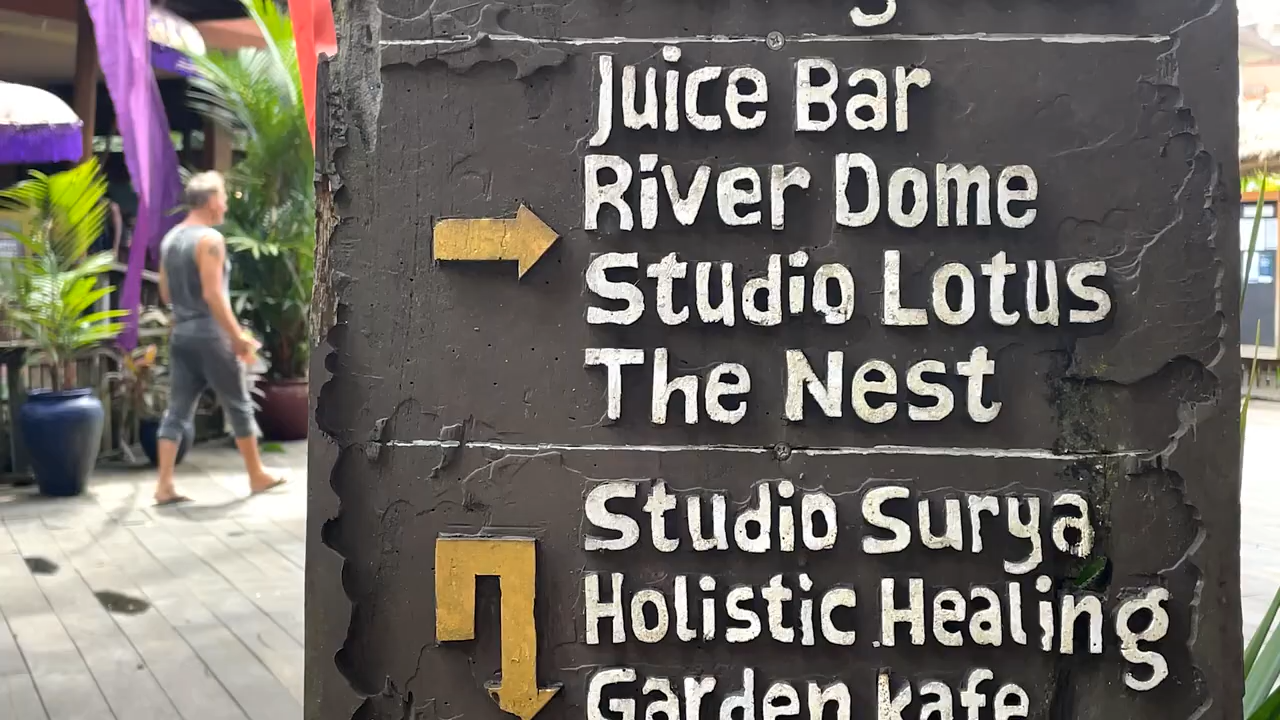 Juice Bar
River Dome
Studio Lotus
The Nest
Studio Surya
Holistic Healing
Garden kafe